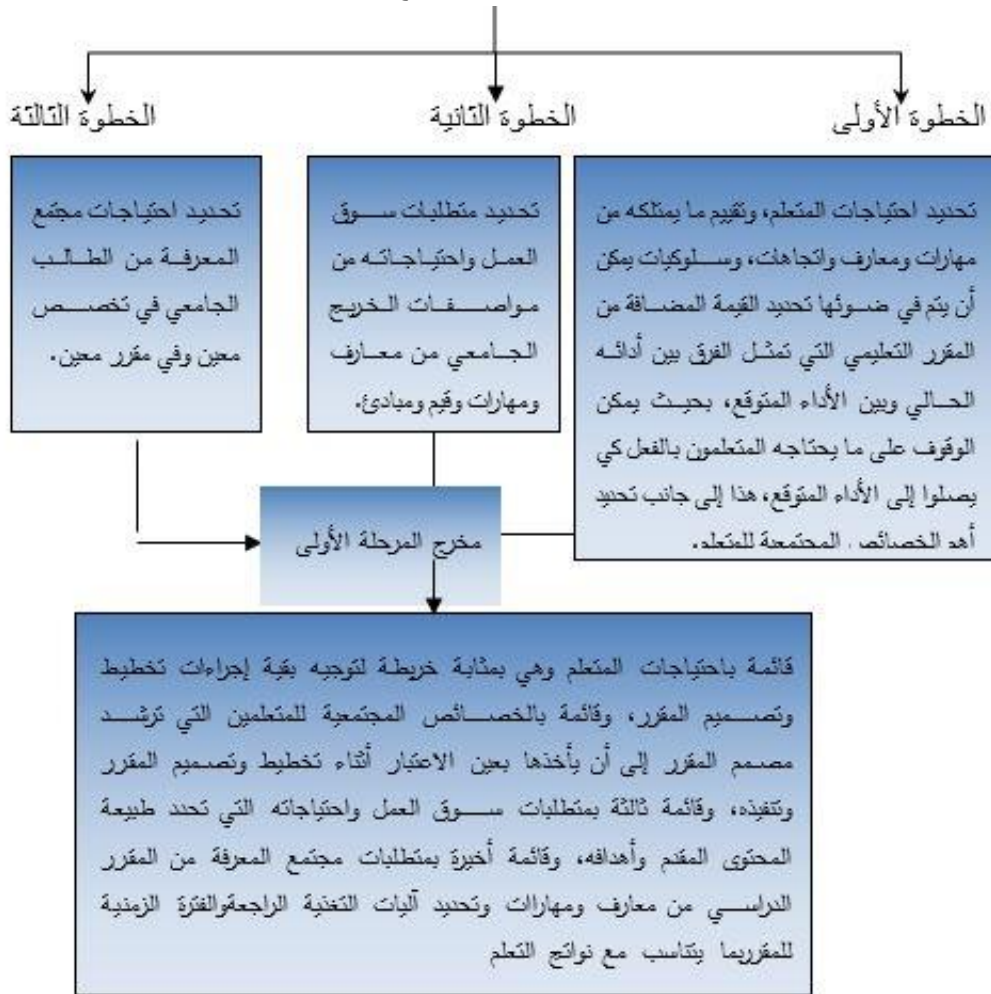 الخطوة الأولى
الخطوة الثانية
الخطوة الثالثة
تحديد احتياجات المتعلم، وتقييم ما يمتلكه من
مهارات ومعارف واتجاهات، وسلوكيات يمكن
أن يتم في ضوئها تحديد القيمة المضافة من
المقرر التعليمي التي تمثل الفرق بين أدائه
الحالي وبين الأداء المتوقع، بحيث يمكن
الوقوف على ما يحتاجه المتعلمون بالفعل كي
يصلوا إلى الأداء المتوقع، هذا إلى جانب تحديد
أهم الخصائص المجتمعية للمتعلم.
تحديد متطلبات سوق
العمل واحتياجاته من
مواصفات الخريج
الجامعي من معارف
ومهارات وقيم ومبادئ.
تحديد احتياجات مجتمع
المعرفة من الطالب
الجامعي في تخصص
معين وفي مقرر معين.
مخرج المرحلة الأولى
قائمة باحتياجات المتعلم وهي بمثابة خريطة لتوجيه بقية إجراءات تخطيط
وتصميم المقرر، وقائمة بالخصائص المجتمعية للمتعلمين التي ترشد
مصمم المقرر إلى أن يأخذها بعين الاعتبار أثناء تخطيط وتصميم المقرر
وتنفيذه، وقائمة ثالثة بمتطلبات سوق العمل واحتياجاته التي تحدد طبيعة
المحتوى المقدم وأهدافه، وقائمة أخيرة بمتطلبات مجتمع المعرفة من المقرر
الدراسي من معارف ومهارات وتحديد آليات التغذية الراجعةوالفترة الزمنية
للمقرربما يتناسب مع نواتج التعلم